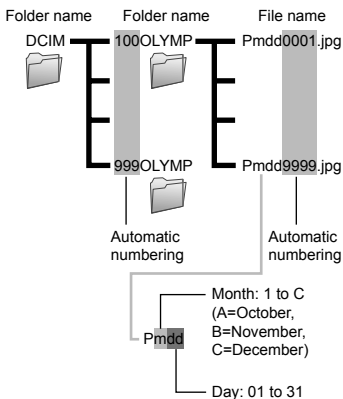 Folder name Folder name File name
DCIM 100OLYMP Pmdd0001.jpg
999OLYMP Pmdd9999.jpg
Automatic numbering
Automatic numbering
Pmdd
Month: 1 to C
(A=October,
B=November,
C=December)
Day: 01 to 31